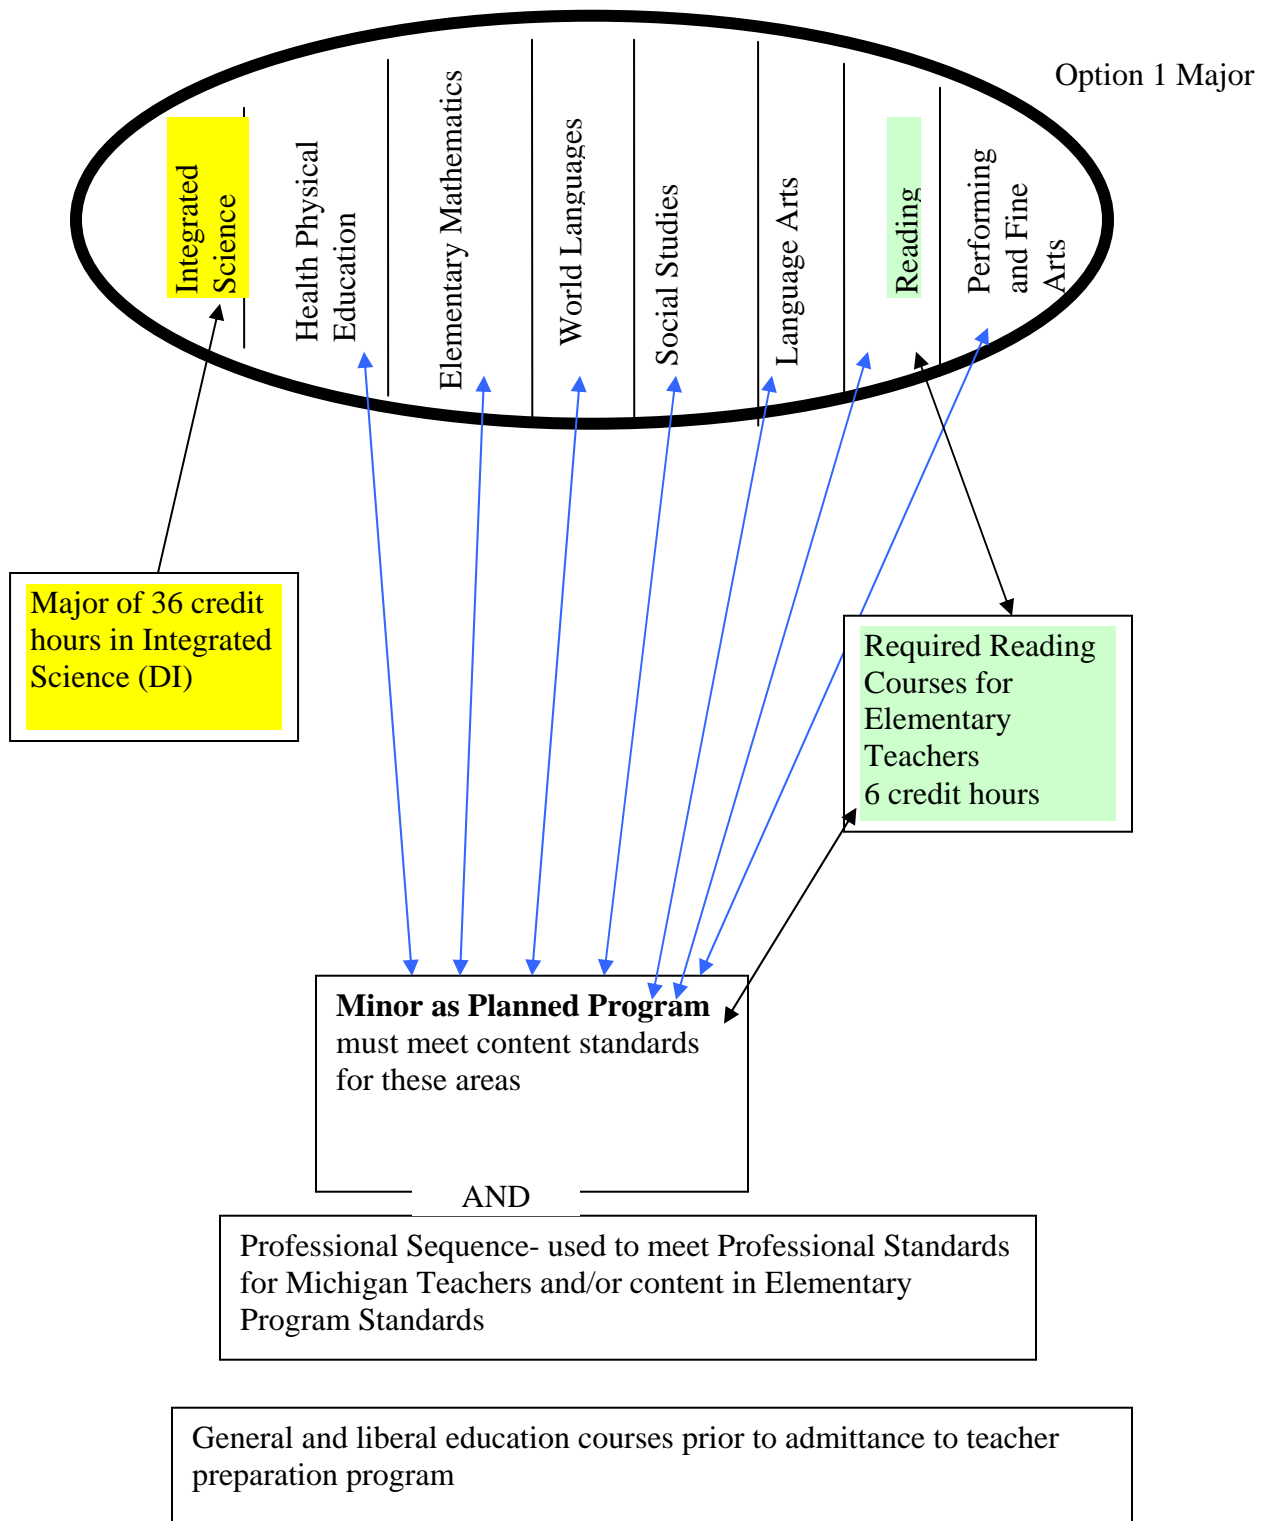 Option 1 Major
Integrated
Science
Health Physical
Education
Elementary Mathematics
World Languages
Social Studies
Language Arts
Reading
Performing
and Fine
Arts
Major of 36 credit
hours in Integrated
Science (DI)
Required Reading
Courses for
Elementary
Teachers
6 credit hours
Minor as Planned Program
must meet content standards
for these areas
AND
Professional Sequence- used to meet Professional Standards
for Michigan Teachers and/or content in Elementary
Program Standards
General and liberal education courses prior to admittance to teacher
preparation program